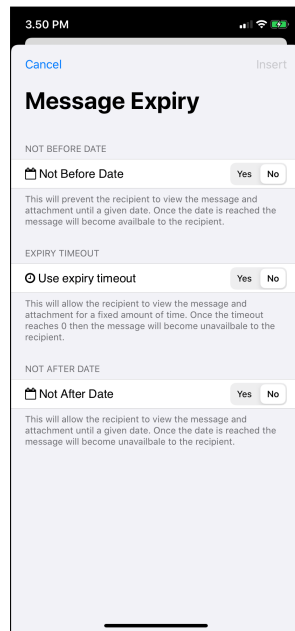 3.50 PM
Cancel
Insert
Message Expiry
NOT BEFORE DATE
Not Before Date
Yes
No
This will prevent the recipient to view the message and
attachment until a given date. Once the date is reached the
message will become availbale to the recipient.
EXPIRY TIMEOUT
Use expiry timeout
Yes
No
This will allow the recipient to view the message and
attachment for a fixed amount of time. Once the timeout
reaches 0 then the message will become unavailbale to the
recipient.
NOT AFTER DATE
Not After Date
Yes
No
This will allow the recipient to view the message and
attachment until a given date. Once the date is reached the
message will become unavailbale to the recipient.